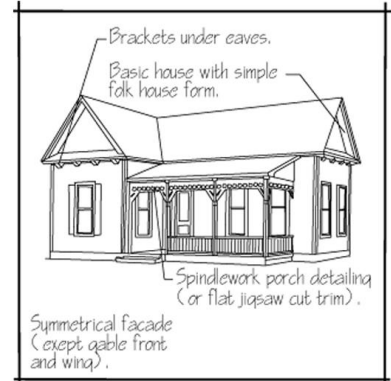 Brackets under eaves.
Basic house with simple
folk house form.
Spindlework porch detailing
(or flat jigsaw cut trim).
Symmetrical facade
(exept gable front
and wing).